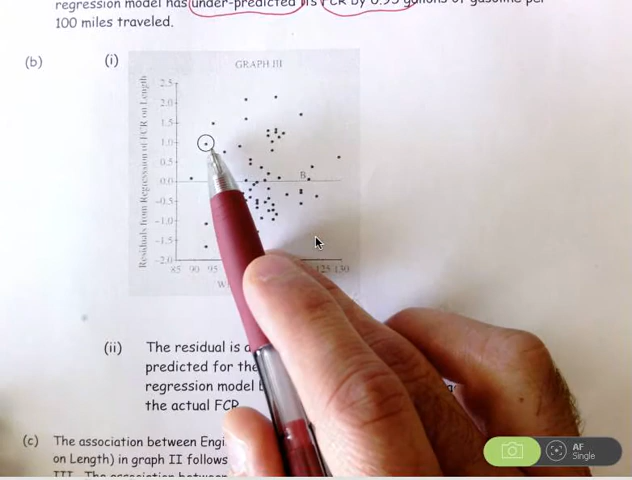 regression model has under-predicted its FCR by 0.95 gallons of gasoline per
100 miles traveled.
(b) (i)
GRAPH III
Residuals from Regression of FCR on Length
2.5
2.0
1.5
1.0
0.5
0.0
-0.5
-1.0
-1.5
-2.0
B
85 90 95 125 130
(ii) The residual is
predicted for the
regression model
the actual FCR
(c) The association between Engi
on Length) in graph II follows
III. The association between
AF
Single